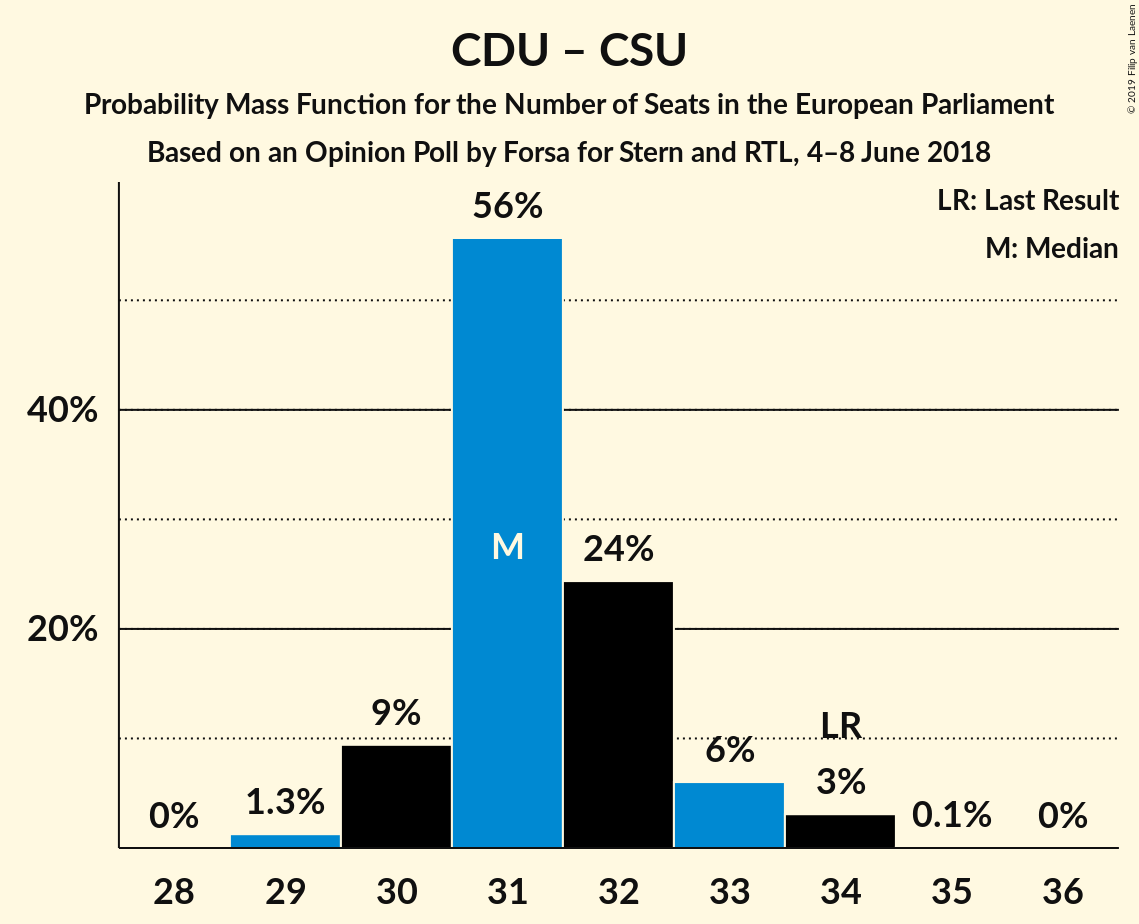 © 2019 Filip van Laenen
CDU – CSU
Probability Mass Function for the Number of Seats in the European Parliament
Based on an Opinion Poll by Forsa for Stern and RTL, 4–8 June 2018
LR: Last Result
M: Median
56%
40%
M
24%
20%
9%
LR
6%
3%
1.3%
0%
0.1%
0%
28 29 30 31 32 33 34 35 36